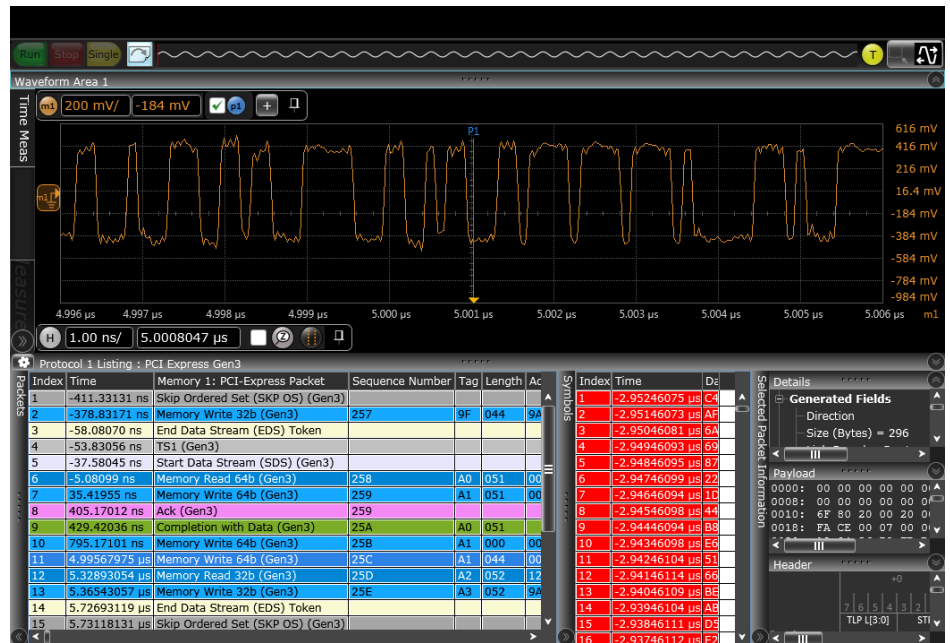 Run Stop Single T
Waveform Area 1
Time Meas
m1 200 mV/ -184 mV p1 +
P1
616 mV
416 mV
216 mV
16.4 mV
-184 mV
-384 mV
-584 mV
-784 mV
-984 mV
m1
easure
4.996 µs 4.997 µs 4.998 µs 4.999 µs 5.000 µs 5.001 µs 5.002 µs 5.003 µs 5.004 µs 5.005 µs 5.006 µs m1
H 1.00 ns/ 5.0008047 µs Z
Protocol 1 Listing : PCI Express Gen3
Packets
Index Time Memory 1: PCI-Express Packet Sequence Number Tag Length Ad
1 -411.33131 ns Skip Ordered Set (SKP OS) (Gen3)
2 -378.83171 ns Memory Write 32b (Gen3) 257 9F 044 9A
3 -58.08070 ns End Data Stream (EDS) Token
4 -53.83056 ns TS1 (Gen3)
5 -37.58045 ns Start Data Stream (SDS) (Gen3)
6 -5.08099 ns Memory Read 64b (Gen3) 258 A0 051 00
7 35.41955 ns Memory Write 64b (Gen3) 259 A1 051 00
8 405.17012 ns Ack (Gen3) 259
9 429.42036 ns Completion with Data (Gen3) 25A A0 051
10 795.17101 ns Memory Write 64b (Gen3) 25B A1 000 00
11 4.99567975 µs Memory Write 64b (Gen3) 25C A1 044 00
12 5.32893054 µs Memory Read 32b (Gen3) 25D A2 052 12
13 5.36543057 µs Memory Write 32b (Gen3) 25E A3 052 9A
14 5.72693119 µs End Data Stream (EDS) Token
15 5.73118131 µs Skip Ordered Set (SKP OS) (Gen3)
Symbols
Index Time Da
1 -2.95246075 µs C4
2 -2.95146073 µs AF
3 -2.95046081 µs 6A
4 -2.94946093 µs 69
5 -2.94846095 µs 87
6 -2.94746099 µs 22
7 -2.94646094 µs 1D
8 -2.94546098 µs 44
9 -2.94446094 µs B8
10 -2.94346098 µs E6
11 -2.94246104 µs 51
12 -2.94146114 µs 66
13 -2.94046109 µs BE
14 -2.93946104 µs AB
15 -2.93846111 µs D5
16 -2.93746112 µs F2
Selected Packet Information
Details
Generated Fields
Direction
Size (Bytes) = 296
Payload
0000: 00 00 00 00 00 0
0008: 00 00 00 00 00 0
0010: 6F 80 20 00 20 0
0018: FA CE 00 07 00 0
Header
+0
7 6 5 4 3 2
TLP L[3:0] STI